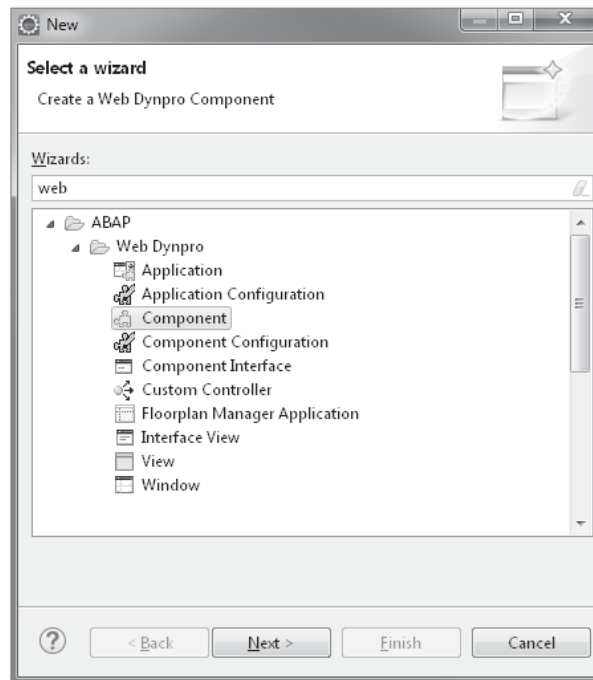 New
Select a wizard
Create a Web Dynpro Component
Wizards:
web
ABAP
Web Dynpro
Application
Application Configuration
Component
Component Configuration
Component Interface
Custom Controller
Floorplan Manager Application
Interface View
View
Window
? < Back Next > Finish Cancel